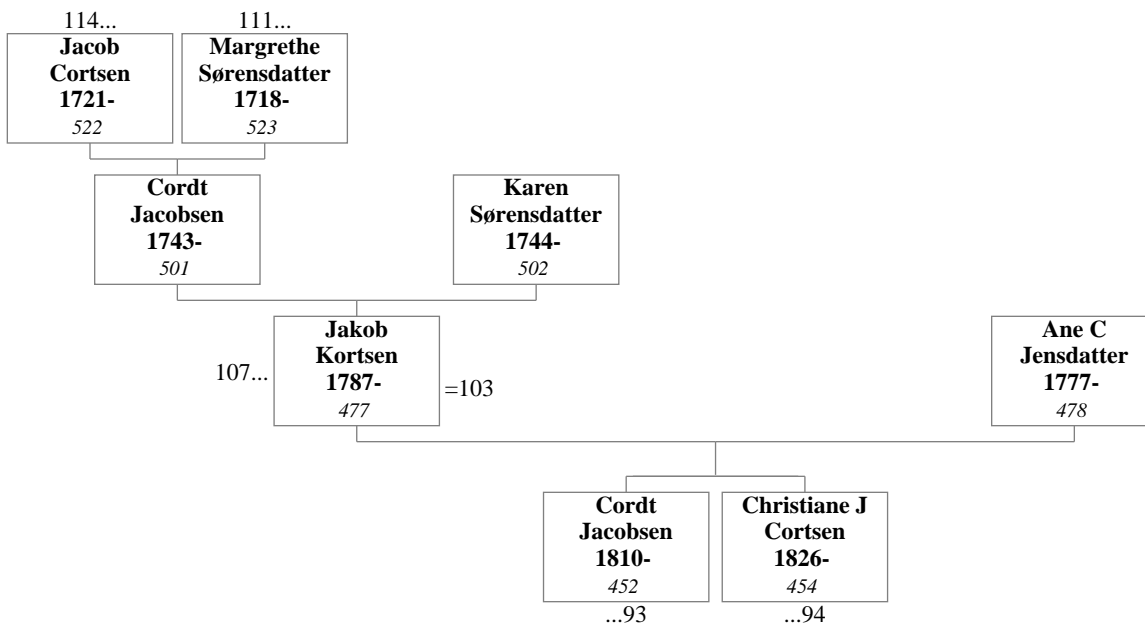 114...
111...
Jacob
Cortsen
1721-
522
Margrethe
Sørensdatter
1718-
523
Cordt
Jacobsen
1743-
501
Karen
Sørensdatter
1744-
502
107...
Jakob
Kortsen
1787-
477
=103
Ane C
Jensdatter
1777-
478
Cordt
Jacobsen
1810-
452
...93
Christiane J
Cortsen
1826-
454
...94